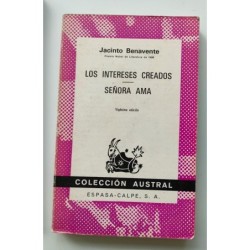 Jacinto Benavente
Premio Nobel de Literatura en 1922
LOS INTERESES CREADOS
SEÑORA AMA
COLECCIÓN AUSTRAL
ESPASA-CALPE, S. A.